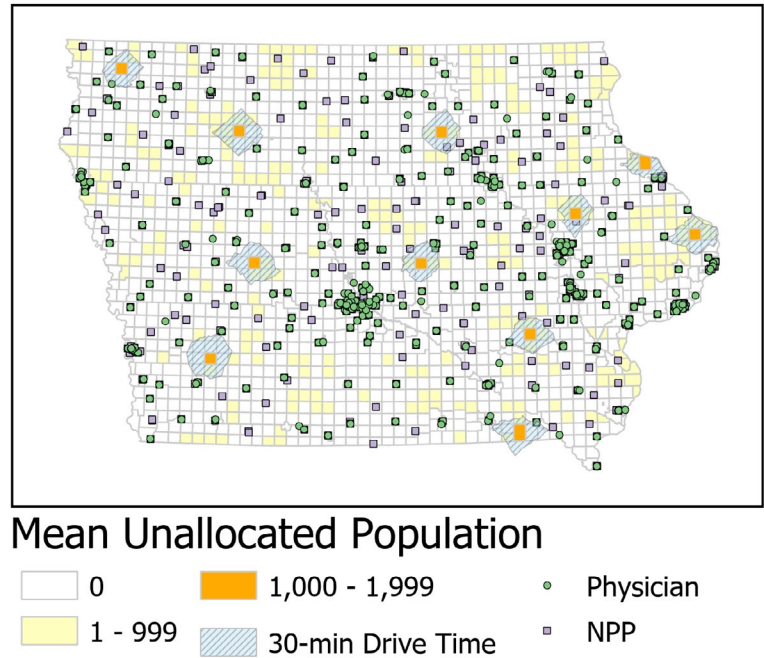 Mean Unallocated Population
0
1,000 - 1,999
Physician
1 - 999
30-min Drive Time
NPP